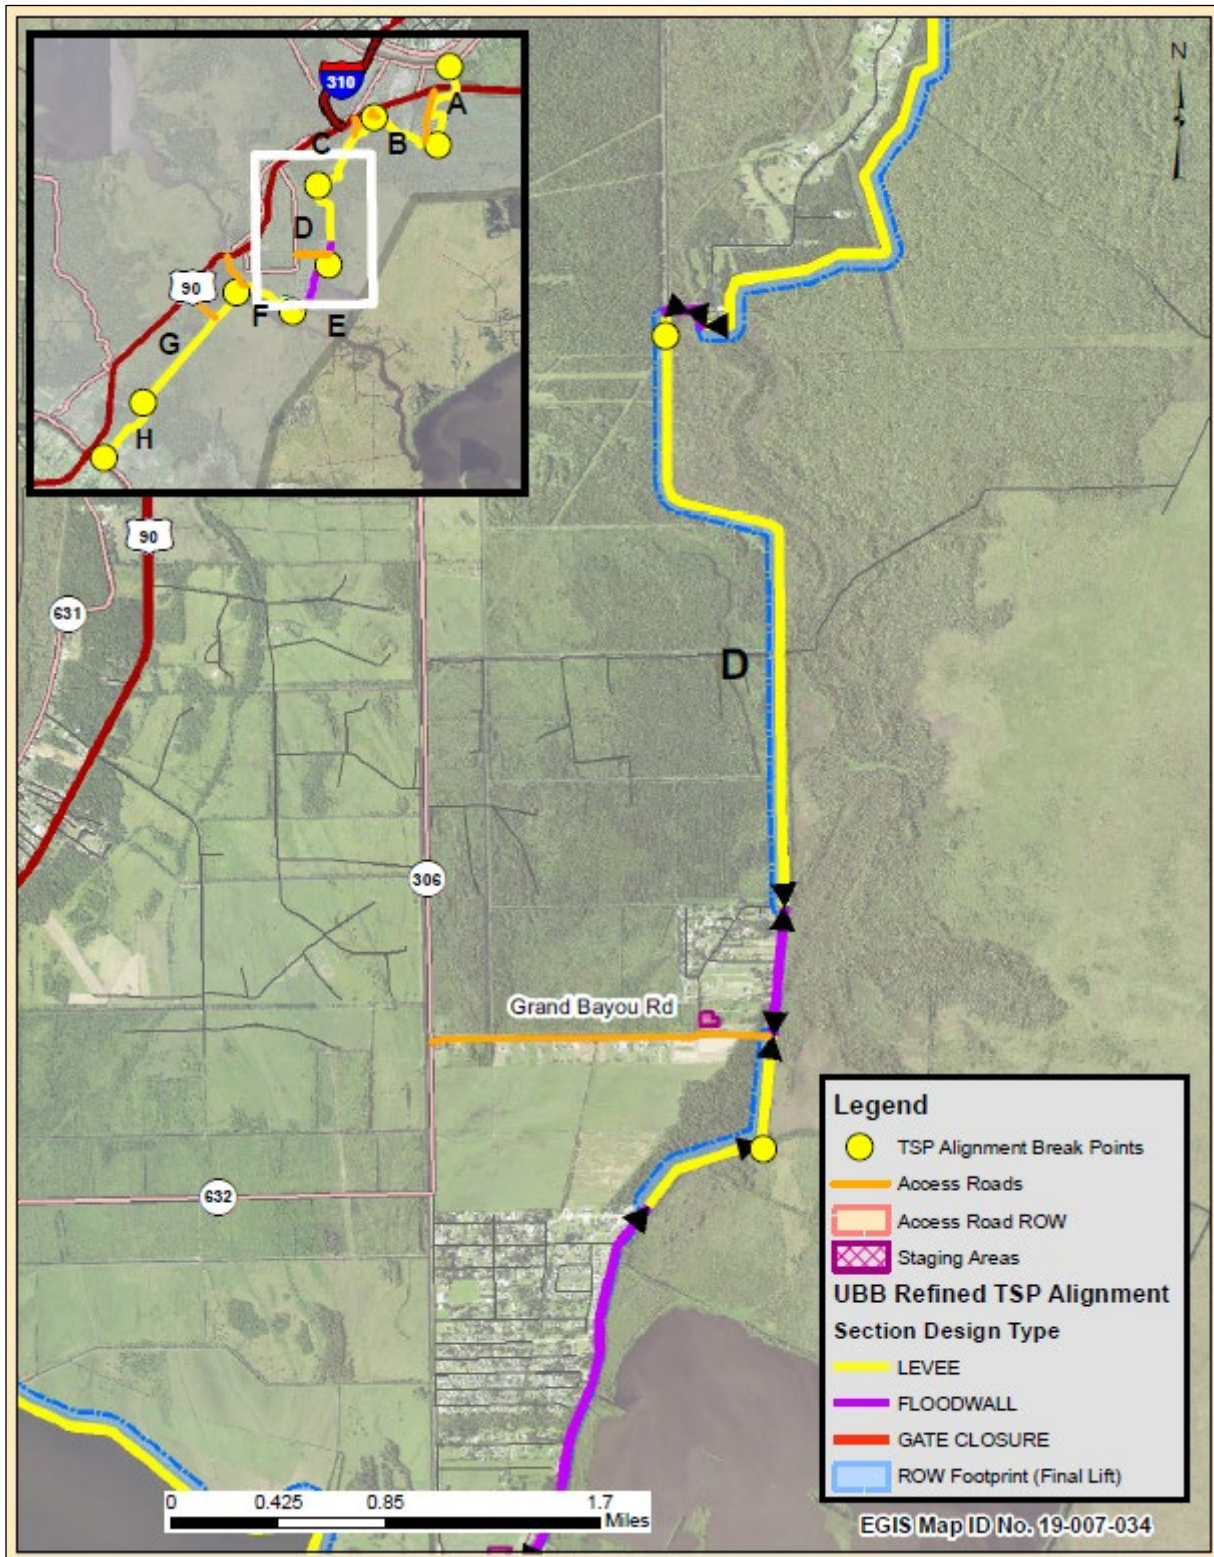 N
310
A
C
B
D
90
F
E
G
H
90
631
D
306
Grand Bayou Rd
632
Legend
TSP Alignment Break Points
Access Roads
Access Road ROW
Staging Areas
UBB Refined TSP Alignment
Section Design Type
LEVEE
FLOODWALL
GATE CLOSURE
ROW Footprint (Final Lift)
0 0.425 0.85 1.7
Miles
EGIS Map ID No. 19-007-034